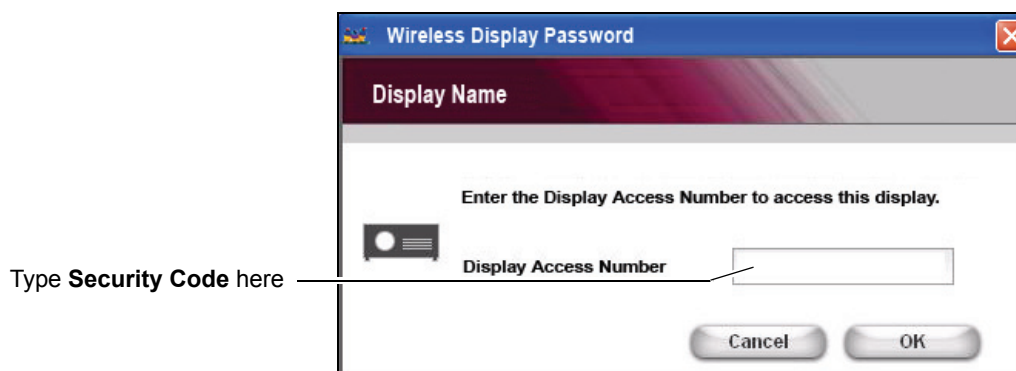 Wireless Display Password
Display Name
Enter the Display Access Number to access this display.
Display Access Number
Type Security Code here
Cancel OK